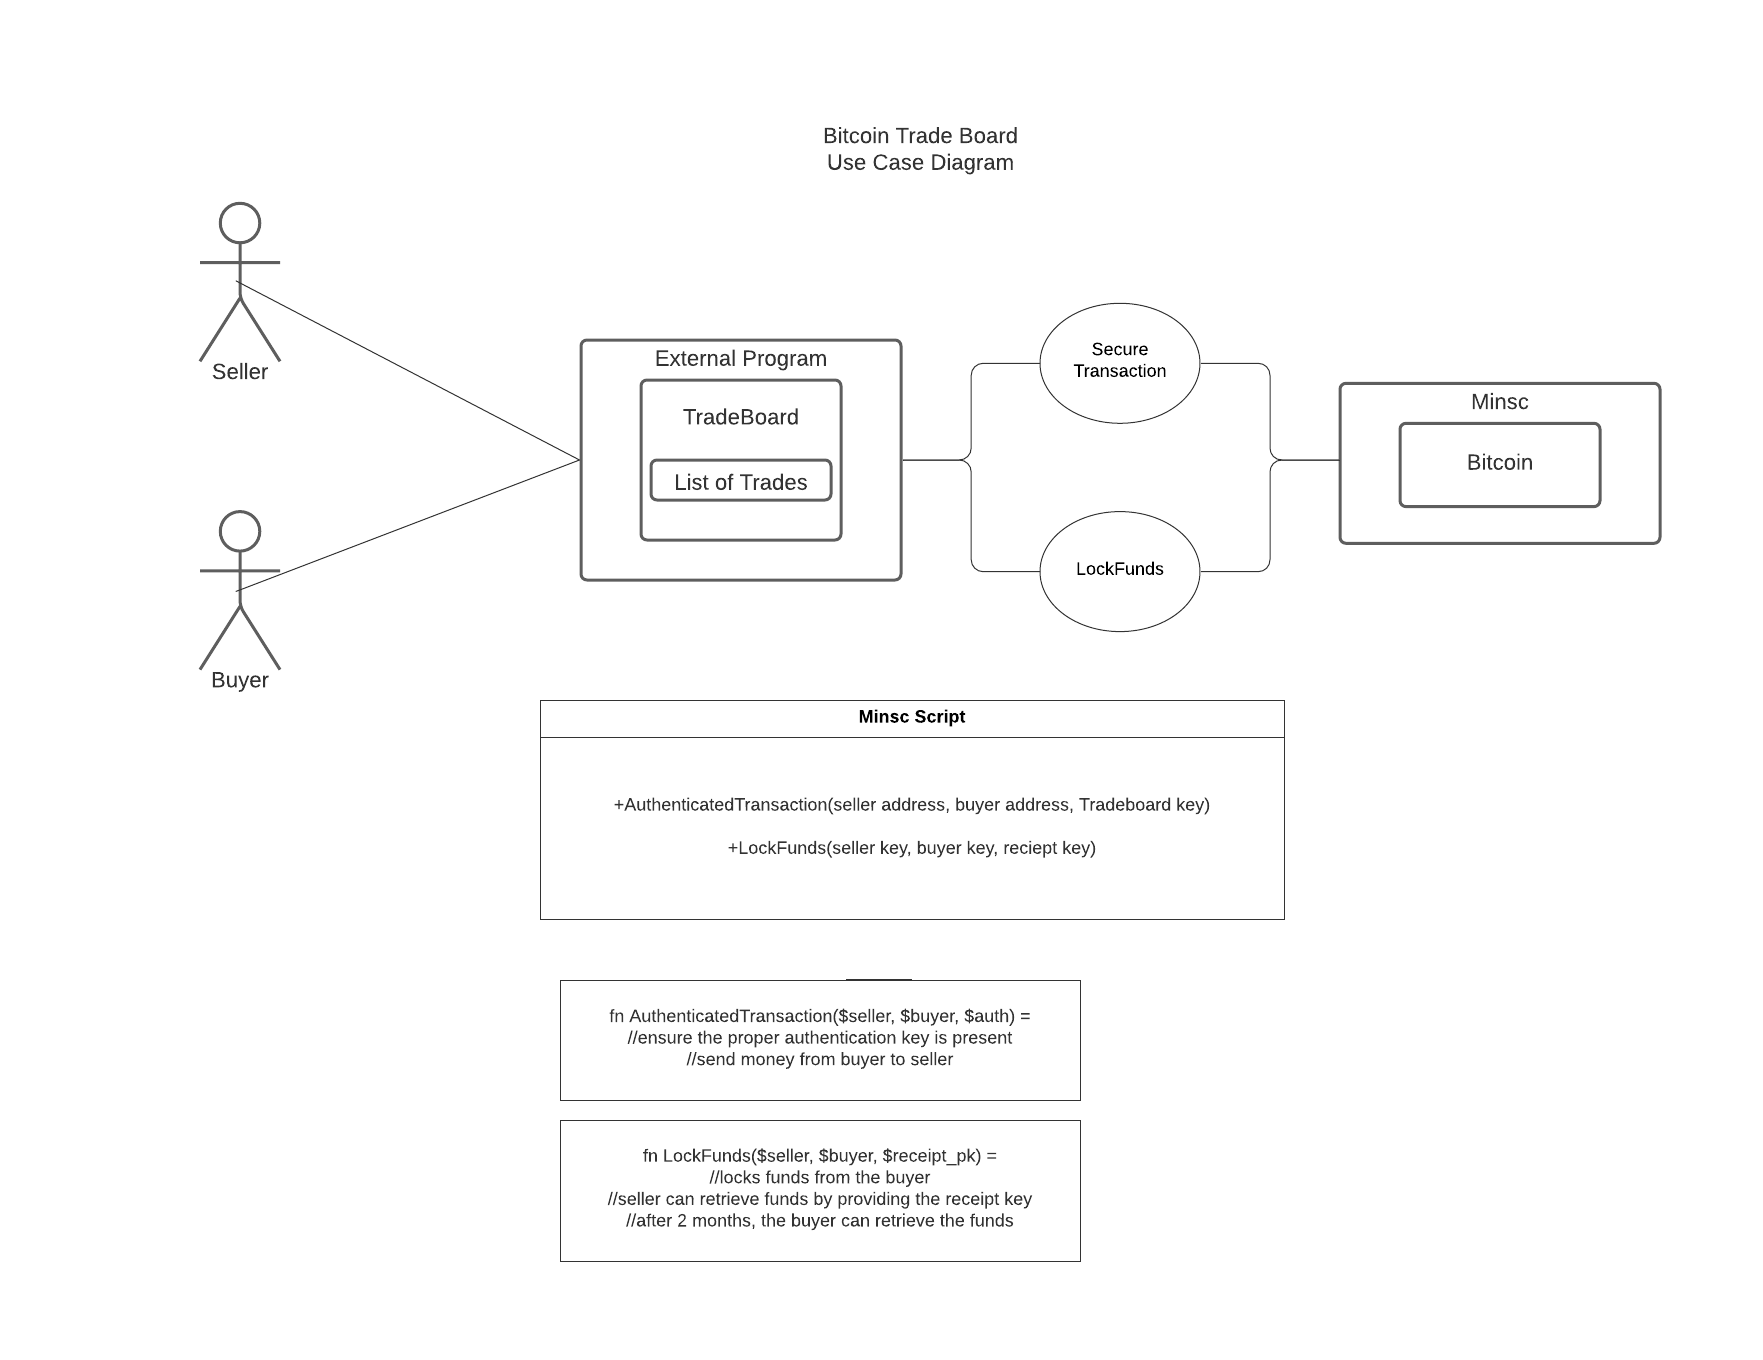 Bitcoin Trade Board
Use Case Diagram
Seller
Buyer
External Program
TradeBoard
List of Trades
Secure
Transaction
LockFunds
Minsc
Bitcoin
Minsc Script
+AuthenticatedTransaction(seller address, buyer address, Tradeboard key)
+LockFunds(seller key, buyer key, reciept key)
fn AuthenticatedTransaction($seller, $buyer, $auth) =
//ensure the proper authentication key is present
//send money from buyer to seller
fn LockFunds($seller, $buyer, $receipt_pk) =
//locks funds from the buyer
//seller can retrieve funds by providing the receipt key
//after 2 months, the buyer can retrieve the funds